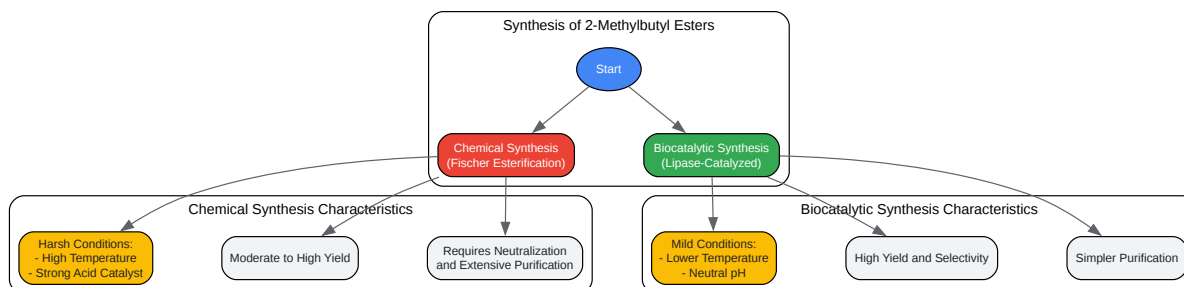 Synthesis of 2-Methylbutyl Esters
Start
Chemical Synthesis
(Fischer Esterification)
Biocatalytic Synthesis
(Lipase-Catalyzed)
Chemical Synthesis Characteristics
Harsh Conditions:
- High Temperature
- Strong Acid Catalyst
Moderate to High Yield
Requires Neutralization
and Extensive Purification
Biocatalytic Synthesis Characteristics
Mild Conditions:
- Lower Temperature
- Neutral pH
High Yield and Selectivity
Simpler Purification